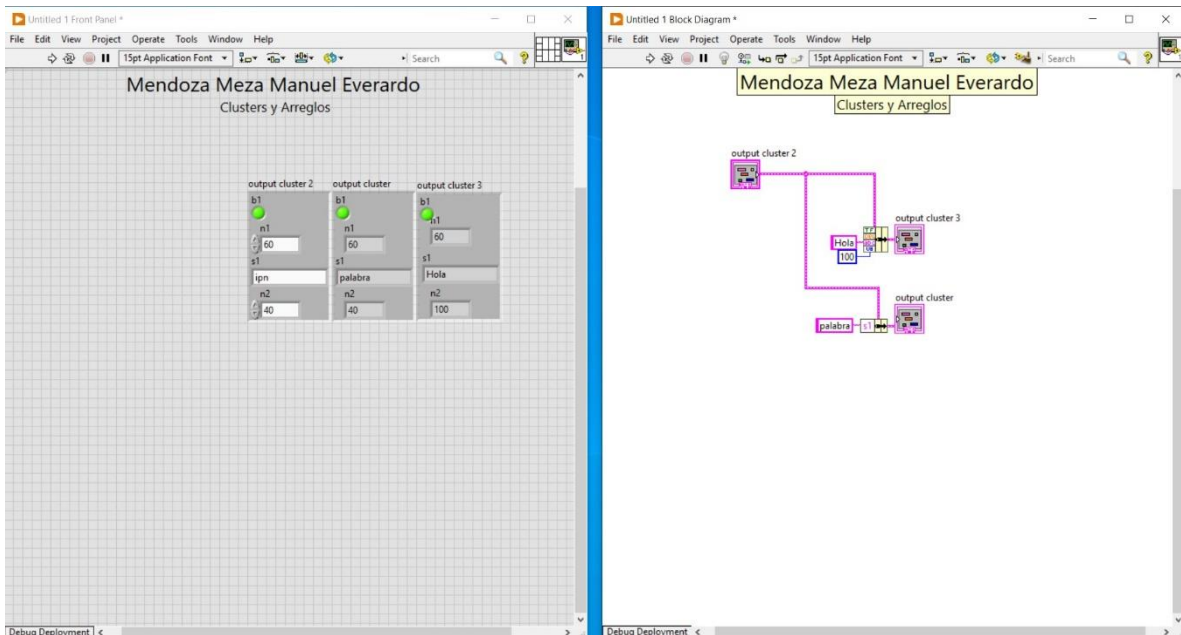 Untitled 1 Front Panel *
File Edit View Project Operate Tools Window Help
15pt Application Font
Search
Mendoza Meza Manuel Everardo
Clusters y Arreglos
output cluster 2
b1
n1
60
s1
ipn
n2
40
output cluster
b1
n1
60
s1
palabra
n2
40
output cluster 3
b1
n1
60
s1
Hola
n2
100
Debug Deployment
Untitled 1 Block Diagram *
File Edit View Project Operate Tools Window Help
15pt Application Font
Search
Mendoza Meza Manuel Everardo
Clusters y Arreglos
output cluster 2
output cluster 3
Hola
100
output cluster
palabra
s1
Debug Deployment